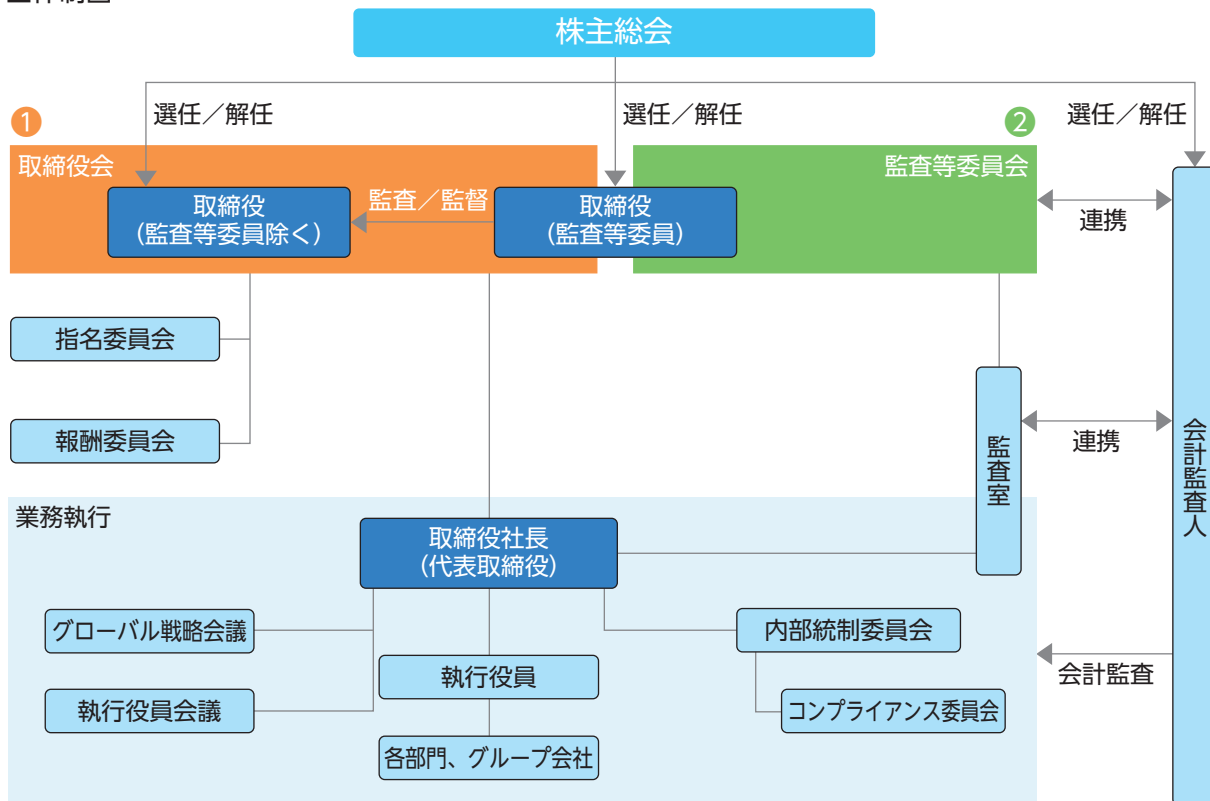 株主総会
選任／解任
選任／解任
選任／解任
1
2
取締役会
監査等委員会
取締役
（監査等委員除く）
監査／監督
取締役
（監査等委員）
連携
指名委員会
報酬委員会
監査室
連携
会計監査人
業務執行
取締役社長
（代表取締役）
グローバル戦略会議
内部統制委員会
執行役員
会計監査
執行役員会議
コンプライアンス委員会
各部門、グループ会社